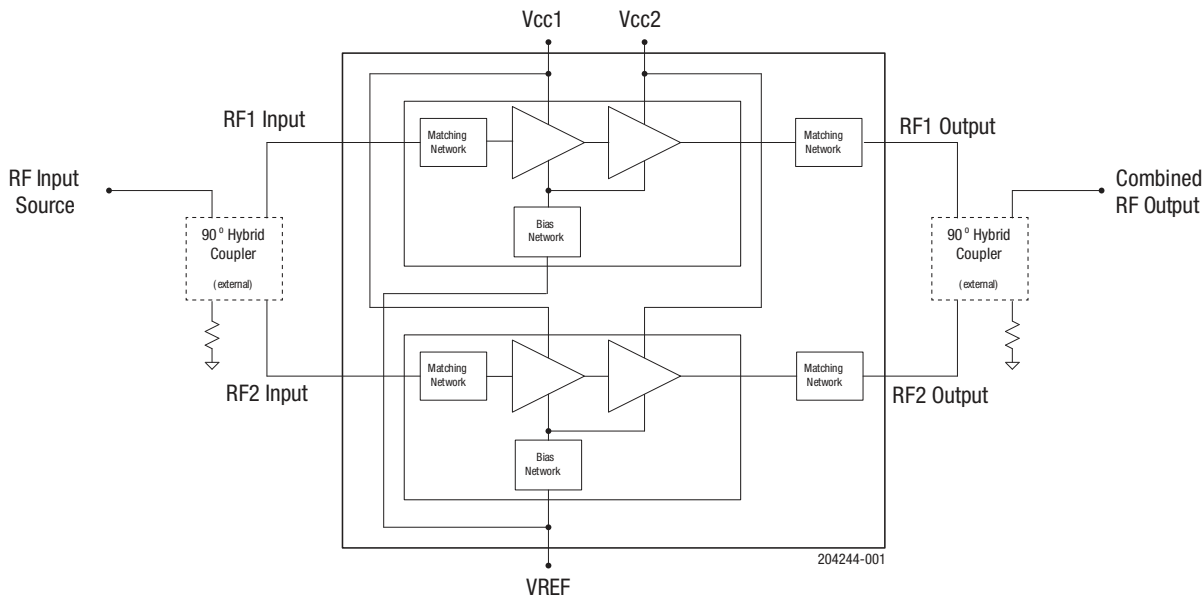 Vcc1
Vcc2
RF1 Input
Matching
Network
Matching
Network
RF1 Output
RF Input
Source
Combined
RF Output
Bias
Network
90° Hybrid
Coupler
(external)
90° Hybrid
Coupler
(external)
Matching
Network
Matching
Network
RF2 Input
RF2 Output
Bias
Network
204244-001
VREF